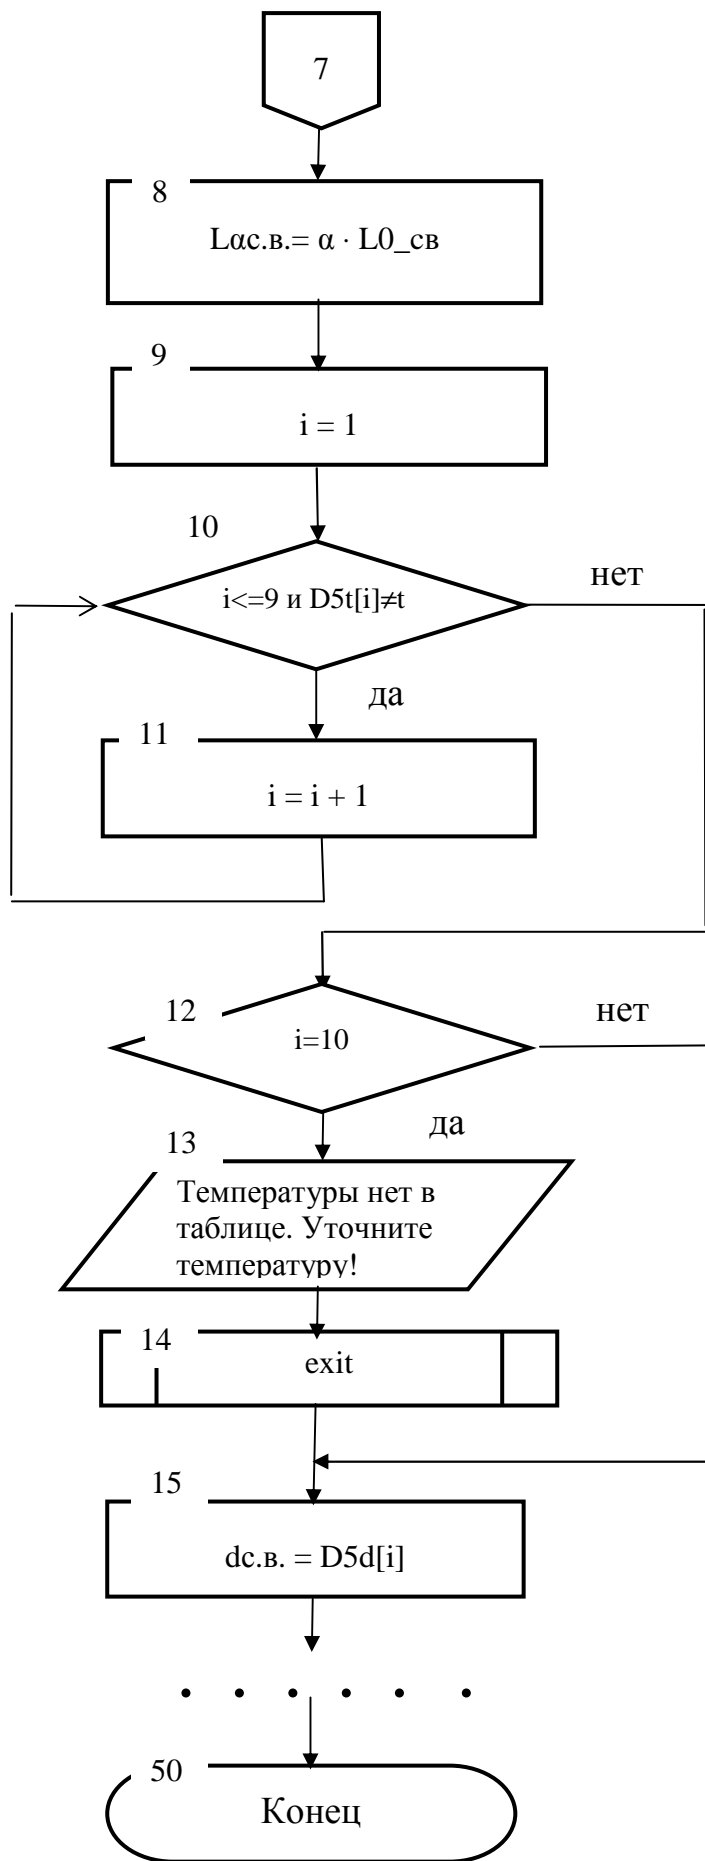 7
8
Lαс.в.= α · L0_св
9
i = 1
10
нет
i<=9 и D5t[i]≠t
да
11
i = i + 1
12
нет
i=10
да
13
Температуры нет в
таблице. Уточните
температуру!
14
exit
15
dс.в. = D5d[i]
50
Конец